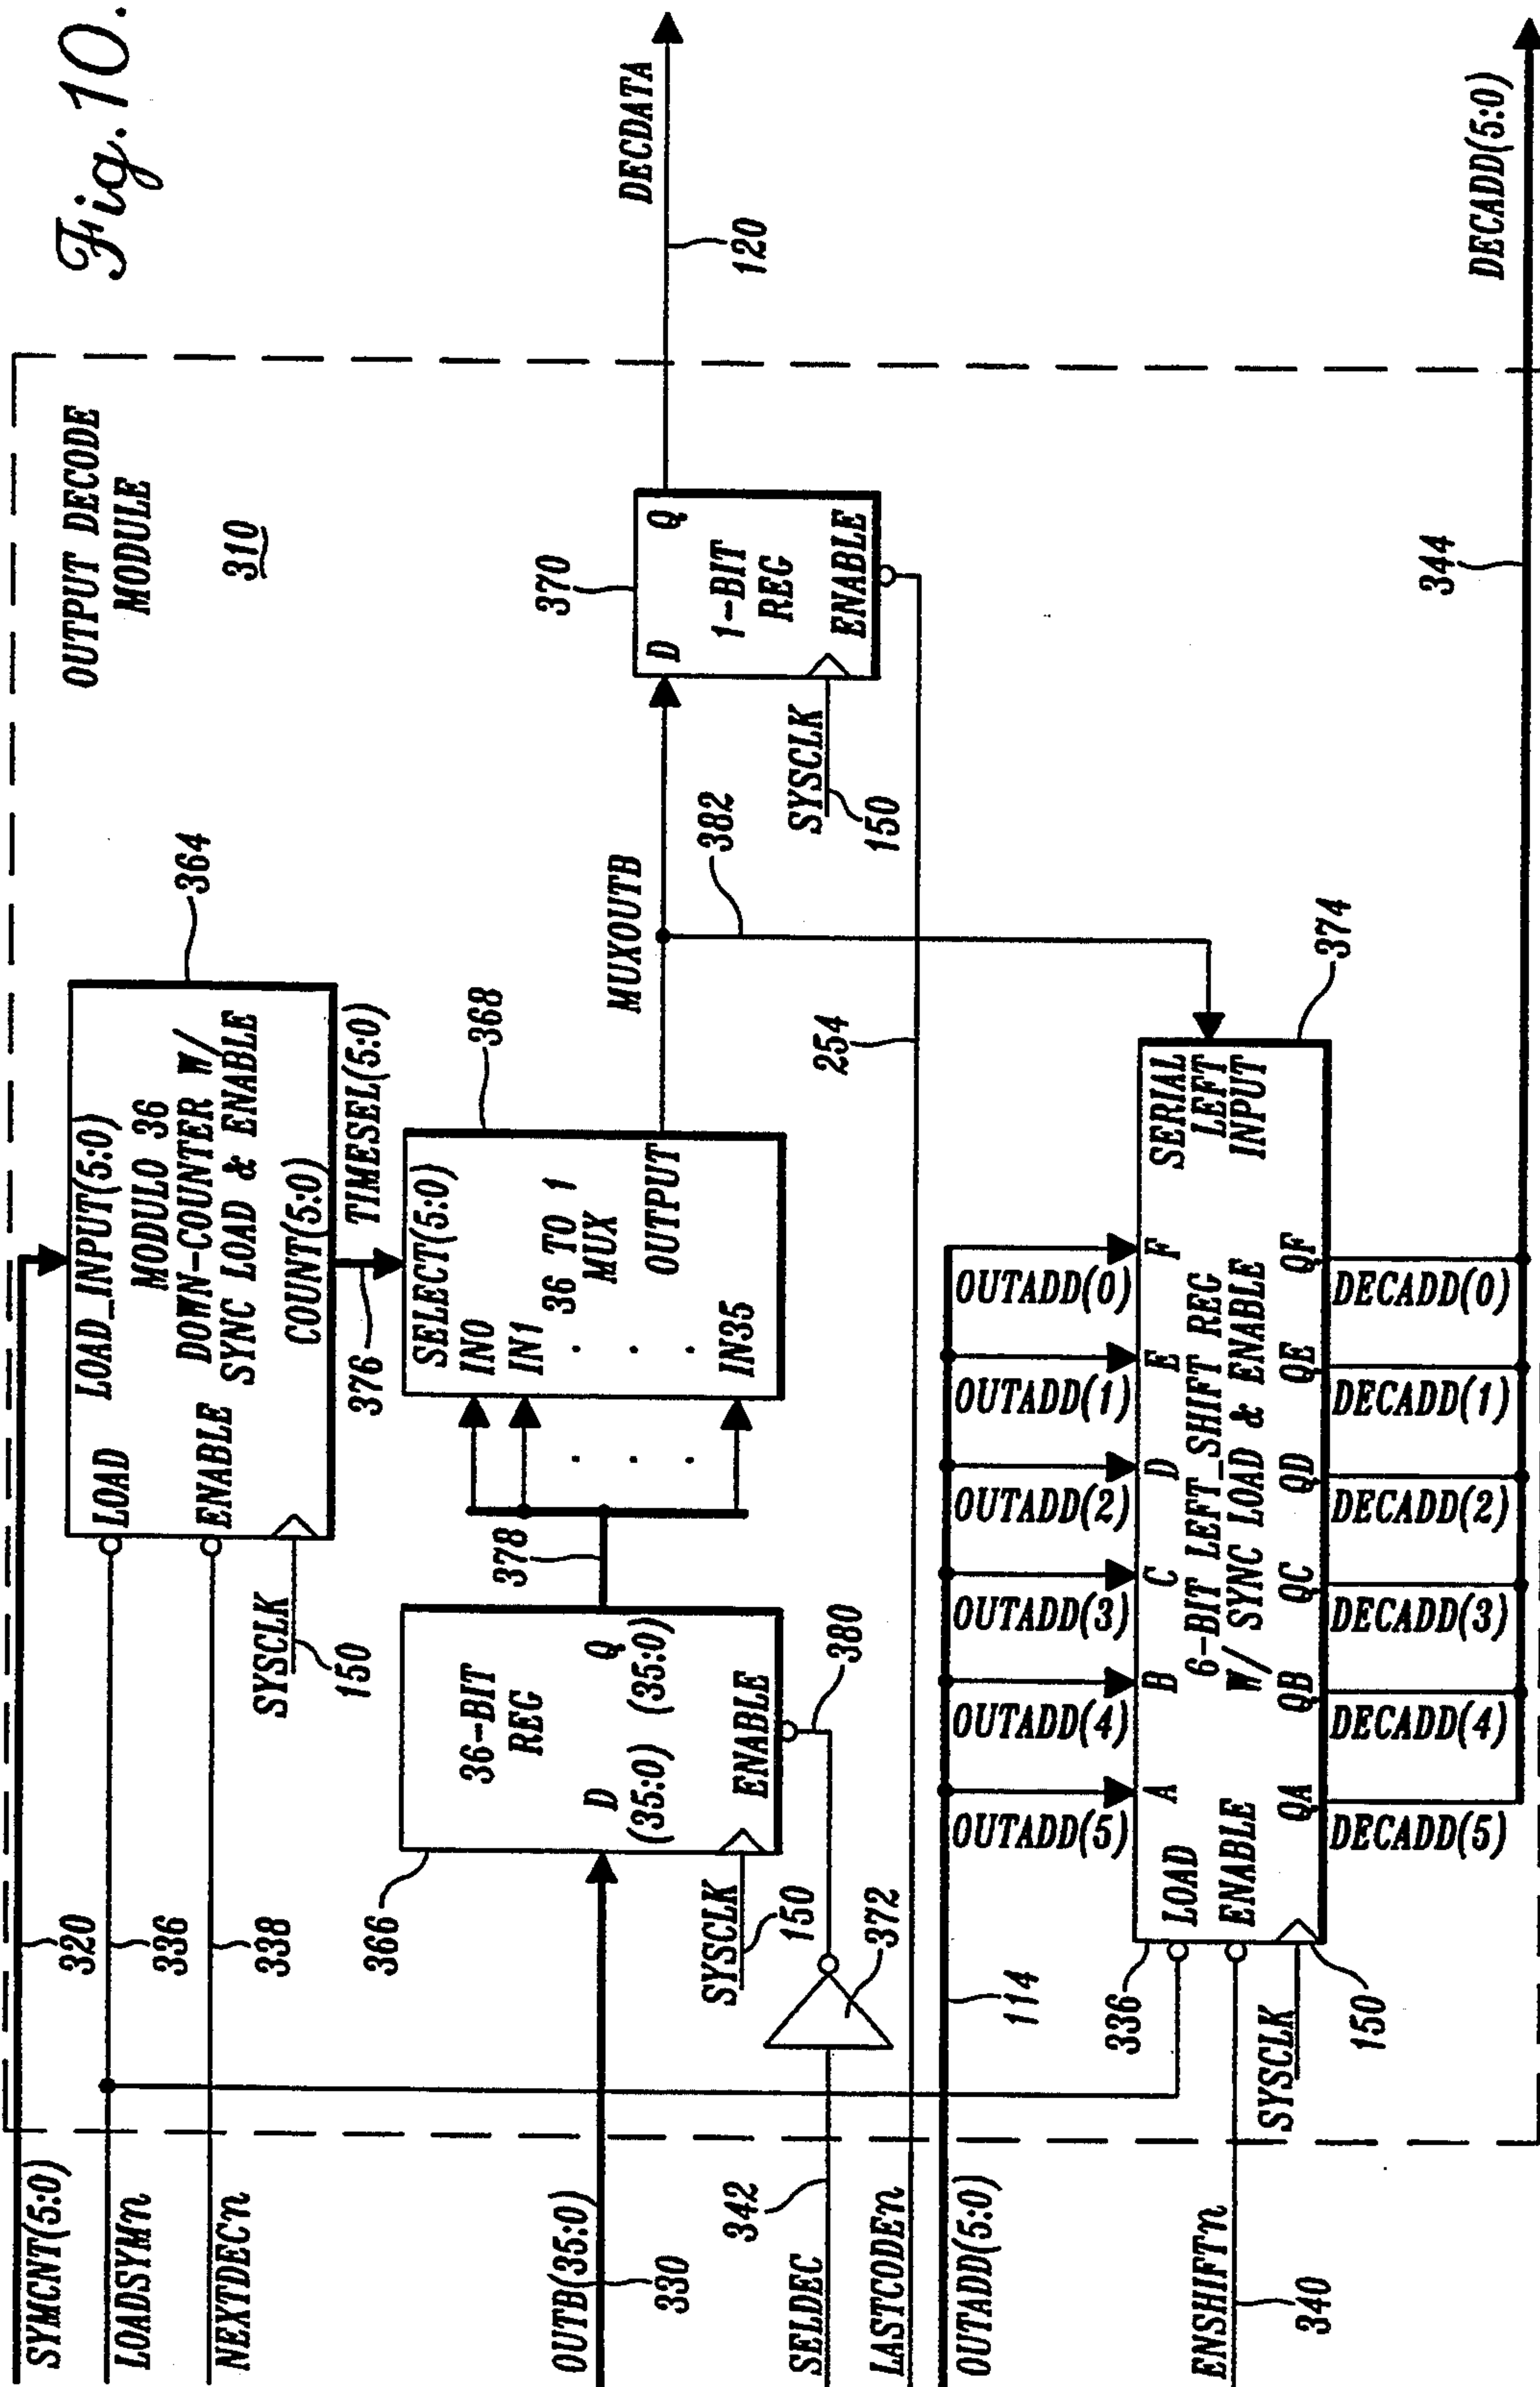 Fig. 10.
OUTPUT DECODE
MODULE
310
SYMCNT(5:0)
320
LOADSYMn
336
NEXTDECn
338
LOAD_INPUT(5:0)
LOAD
MODULO 36
DOWN-COUNTER W/
SYNC LOAD & ENABLE
ENABLE
COUNT(5:0)
364
SYSCLK
150
TIMESEL(5:0)
376
SELECT(5:0)
IN0
IN1
36 TO 1
MUX
OUTPUT
IN35
368
OUTB(35:0)
330
366
36-BIT
REG
D
(35:0)
Q
(35:0)
ENABLE
378
380
SYSCLK
150
372
SELDEC
342
MUXOUTB
382
370
D
Q
1-BIT
REG
ENABLE
SYSCLK
150
DECDATA
120
LASTCODEn
254
OUTADD(5:0)
114
OUTADD(5)
OUTADD(4)
OUTADD(3)
OUTADD(2)
OUTADD(1)
OUTADD(0)
336
A
B
C
D
E
F
LOAD
ENABLE
6-BIT LEFT_SHIFT REG
W/ SYNC LOAD & ENABLE
SERIAL
LEFT
INPUT
374
QA
QB
QC
QD
QE
QF
ENSHIFTn
340
SYSCLK
150
DECADD(5)
DECADD(4)
DECADD(3)
DECADD(2)
DECADD(1)
DECADD(0)
344
DECADD(5:0)